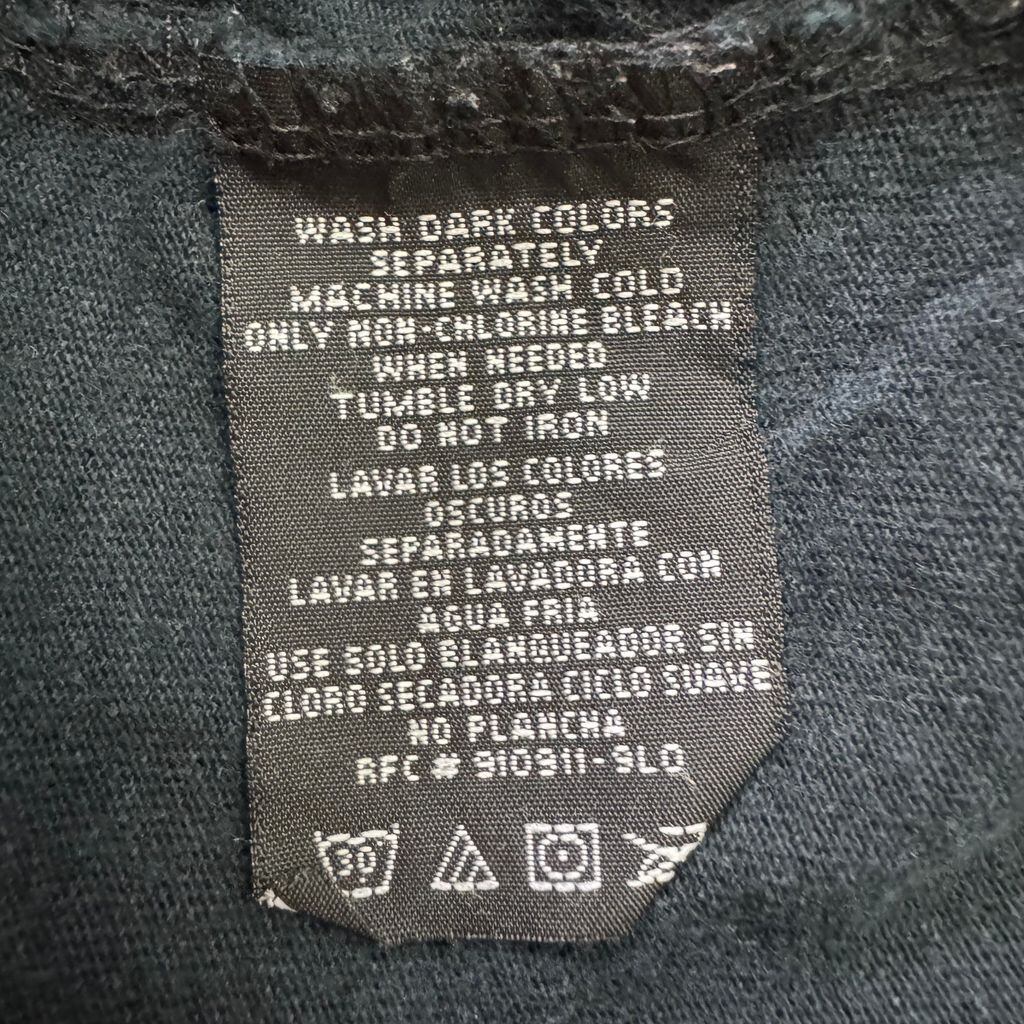 WASH DARK COLORS
SEPARATELY
MACHINE WASH COLD
ONLY NON-CHLORINE BLEACH
WHEN NEEDED
TUMBLE DRY LOW
DO NOT IRON
LAVAR LOS COLORES
OSCUROS
SEPARADAMENTE
LAVAR EN LAVADORA CON
AGUA FRIA
USE SOLO BLANQUEADOR SIN
CLORO SECADORA CICLO SUAVE
NO PLANCHA
RFC #
30